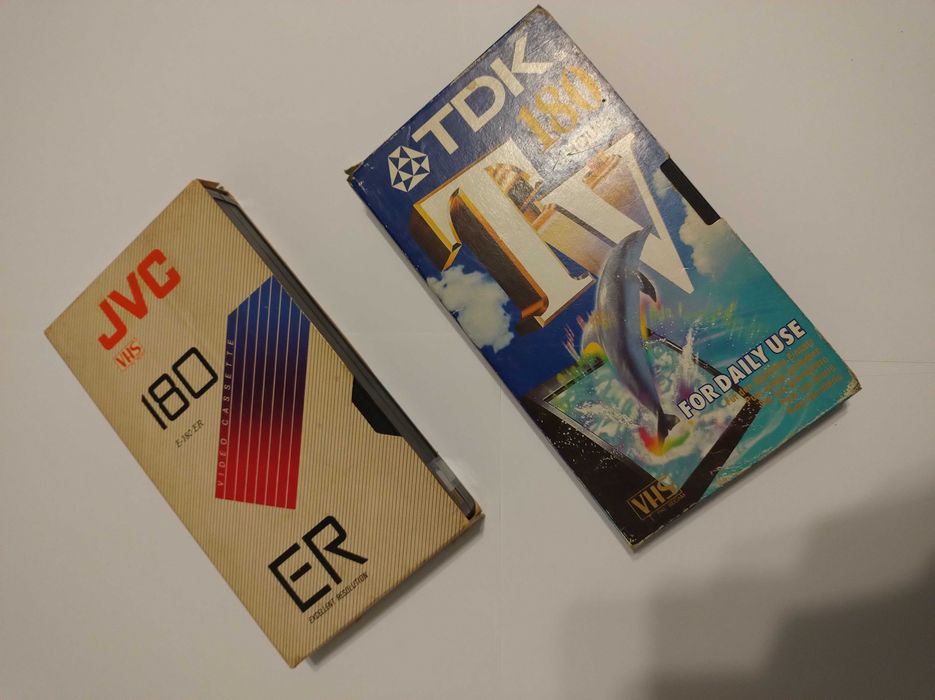 JVC
VHS
180
E-180 ER
VIDEO CASSETTE
ER
EXCELLENT RESOLUTION
TDK
180
TV
FOR DAILY USE
VHS